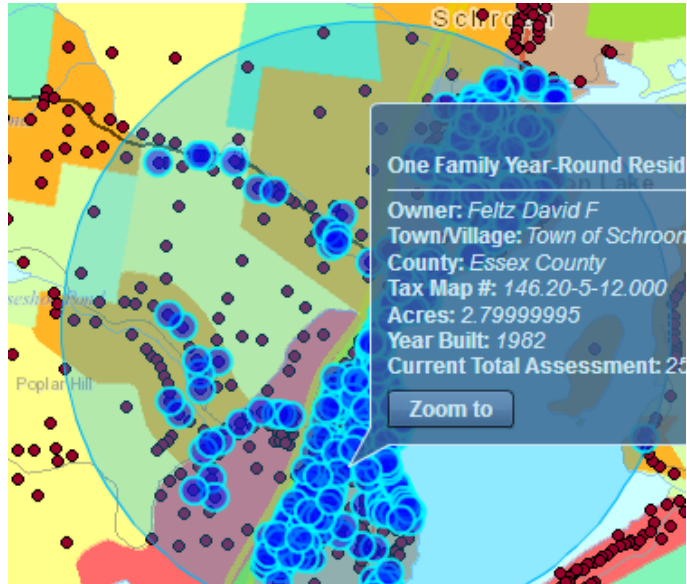 Schroon
One Family Year-Round Resid
Lake
Owner: Feltz David F
Town/Village: Town of Schroon
County: Essex County
Tax Map #: 146.20-5-12.000
Acres: 2.79999995
Year Built: 1982
Current Total Assessment: 25
Poplar Hill
Zoom to